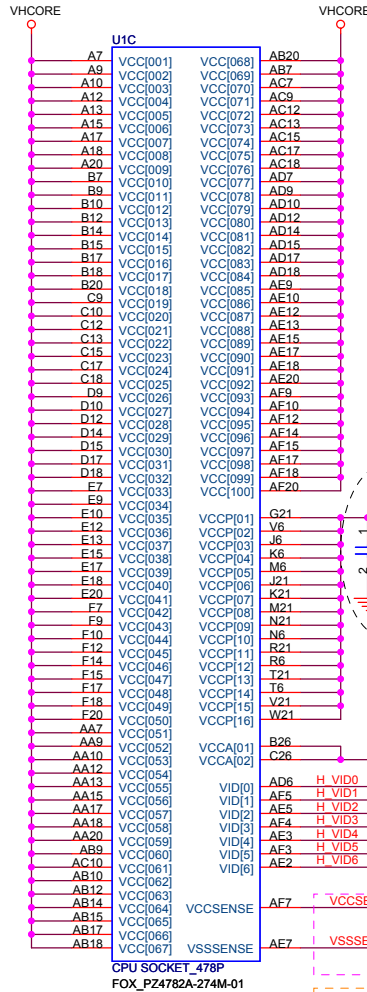 VHCORE VHCORE
U1C
A7 VCC[001] VCC[068] AB20
A9 VCC[002] VCC[069] AB7
A10 VCC[003] VCC[070] AC7
A12 VCC[004] VCC[071] AC9
A13 VCC[005] VCC[072] AC12
A15 VCC[006] VCC[073] AC13
A17 VCC[007] VCC[074] AC15
A18 VCC[008] VCC[075] AC17
A20 VCC[009] VCC[076] AC18
B7 VCC[010] VCC[077] AD7
B9 VCC[011] VCC[078] AD9
B10 VCC[012] VCC[079] AD10
B12 VCC[013] VCC[080] AD12
B14 VCC[014] VCC[081] AD14
B15 VCC[015] VCC[082] AD15
B17 VCC[016] VCC[083] AD17
B18 VCC[017] VCC[084] AD18
B20 VCC[018] VCC[085] AE9
C9 VCC[019] VCC[086] AE10
C10 VCC[020] VCC[087] AE12
C12 VCC[021] VCC[088] AE13
C13 VCC[022] VCC[089] AE15
C15 VCC[023] VCC[090] AE17
C17 VCC[024] VCC[091] AE18
C18 VCC[025] VCC[092] AE20
D9 VCC[026] VCC[093] AF9
D10 VCC[027] VCC[094] AF10
D12 VCC[028] VCC[095] AF12
D14 VCC[029] VCC[096] AF14
D15 VCC[030] VCC[097] AF15
D17 VCC[031] VCC[098] AF17
D18 VCC[032] VCC[099] AF18
E7 VCC[033] VCC[100] AF20
E9 VCC[034]
E10 VCC[035] VCCP[01] G21
E12 VCC[036] VCCP[02] V6
E13 VCC[037] VCCP[03] J6
E15 VCC[038] VCCP[04] K6
E17 VCC[039] VCCP[05] M6
E18 VCC[040] VCCP[06] J21
E20 VCC[041] VCCP[07] K21
F7 VCC[042] VCCP[08] M21
F9 VCC[043] VCCP[09] N21
F10 VCC[044] VCCP[10] N6
F12 VCC[045] VCCP[11] R21
F14 VCC[046] VCCP[12] R6
F15 VCC[047] VCCP[13] T21
F17 VCC[048] VCCP[14] T6
F18 VCC[049] VCCP[15] V21
F20 VCC[050] VCCP[16] W21
AA7 VCC[051]
AA9 VCC[052] VCCA[01] B26
AA10 VCC[053] VCCA[02] C26
AA12 VCC[054]
AA13 VCC[055] VID[0] AD6 H_VID0
AA15 VCC[056] VID[1] AF5 H_VID1
AA17 VCC[057] VID[2] AE5 H_VID2
AA18 VCC[058] VID[3] AF4 H_VID3
AA20 VCC[059] VID[4] AE3 H_VID4
AB9 VCC[060] VID[5] AF3 H_VID5
AC10 VCC[061] VID[6] AE2 H_VID6
AB10 VCC[062]
AB12 VCC[063]
AB14 VCC[064] VCCSENSE AF7 VCCSE
AB15 VCC[065]
AB17 VCC[066]
AB18 VCC[067] VSSSENSE AE7 VSSSE
CPU SOCKET_478P
FOX_PZ4782A-274M-01
1
2